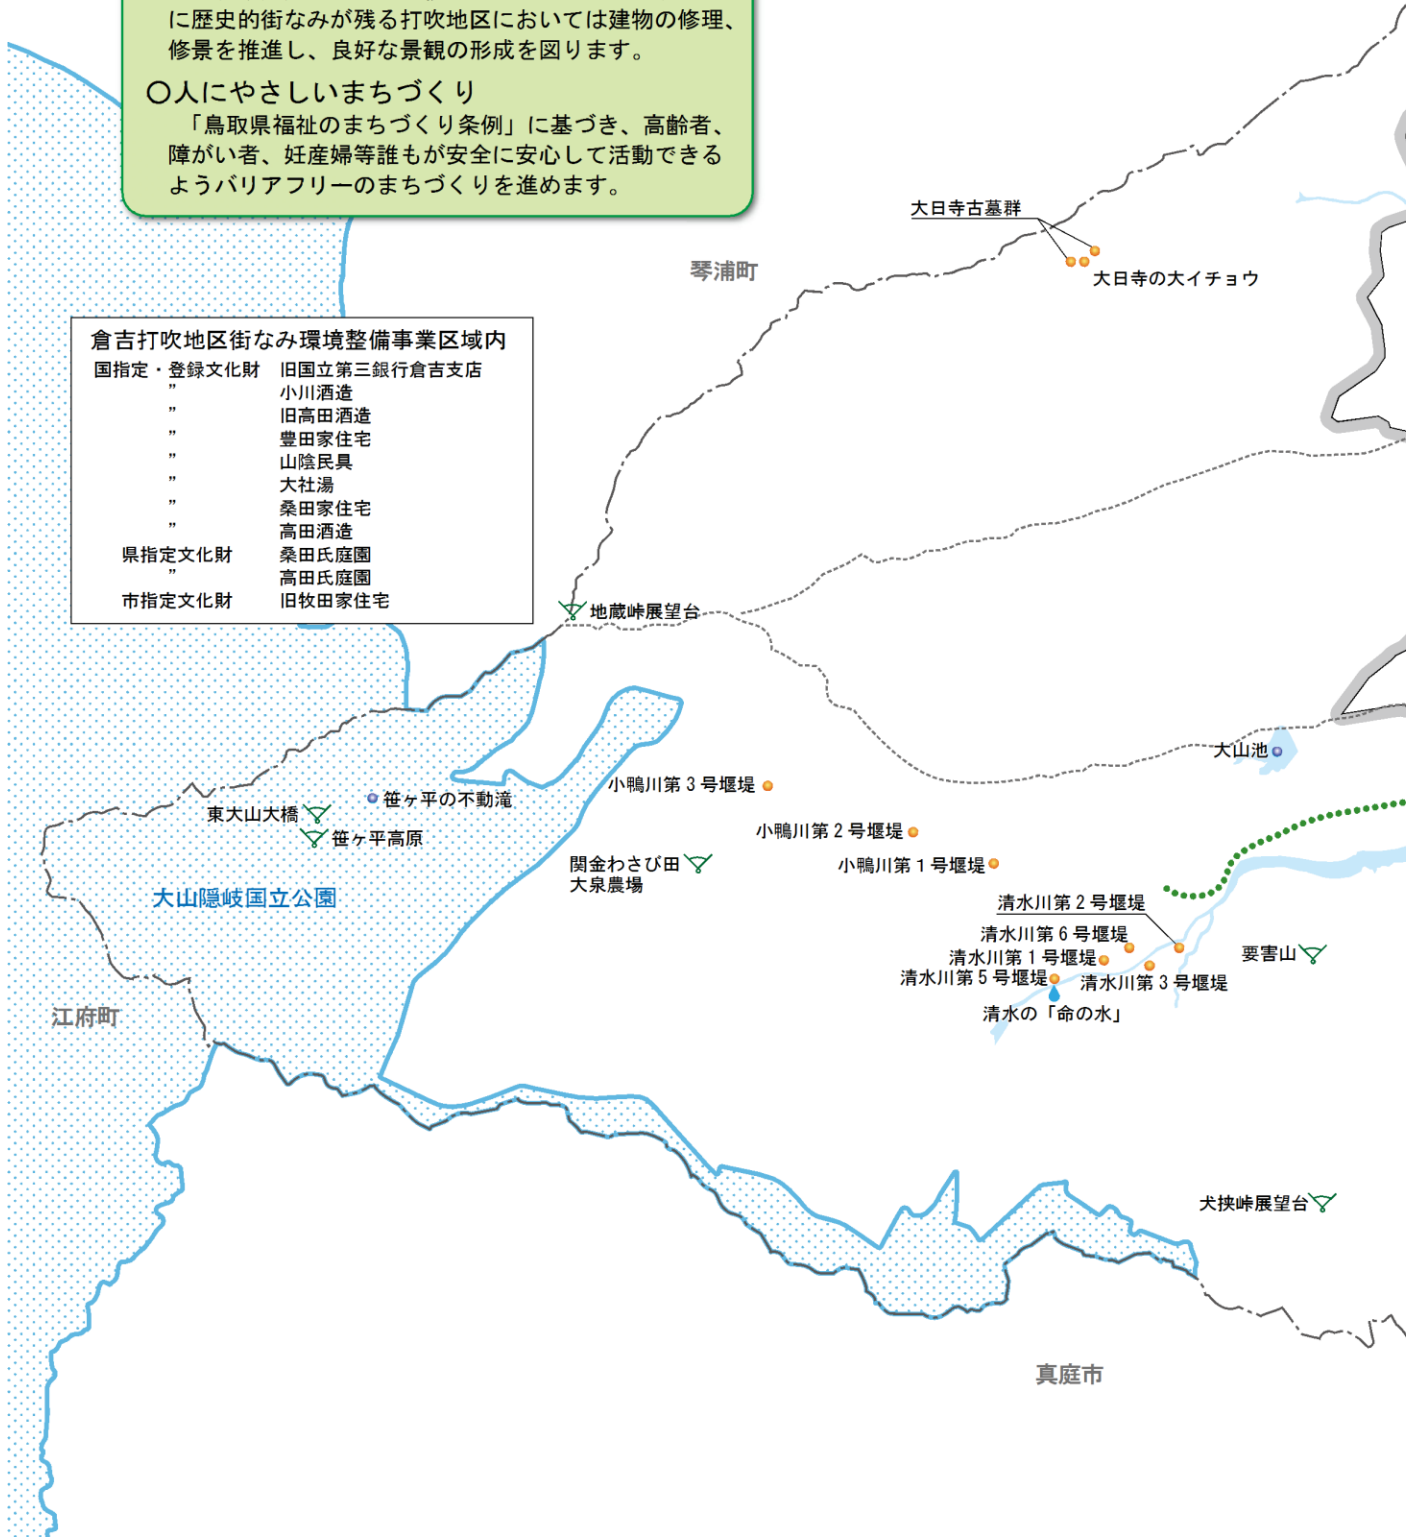 に歴史的街なみが残る打吹地区においては建物の修理、
修景を推進し、良好な景観の形成を図ります。
〇人にやさしいまちづくり
「鳥取県福祉のまちづくり条例」に基づき、高齢者、
障がい者、妊産婦等誰もが安全に安心して活動できる
ようバリアフリーのまちづくりを進めます。
大日寺古墓群
大日寺の大イチョウ
琴浦町
倉吉打吹地区街なみ環境整備事業区域内
国指定・登録文化財 旧国立第三銀行倉吉支店
〃 小川酒造
〃 旧高田酒造
〃 豊田家住宅
〃 山陰民具
〃 大社湯
〃 桑田家住宅
〃 高田酒造
県指定文化財 桑田氏庭園
〃 高田氏庭園
市指定文化財 旧牧田家住宅
地蔵峠展望台
大山池
小鴨川第3号堰堤
笹ヶ平の不動滝
東大山大橋
笹ヶ平高原
小鴨川第2号堰堤
小鴨川第1号堰堤
関金わさび田
大泉農場
大山隠岐国立公園
清水川第2号堰堤
清水川第6号堰堤
清水川第1号堰堤
清水川第5号堰堤
清水川第3号堰堤
要害山
清水の「命の水」
江府町
犬挟峠展望台
真庭市